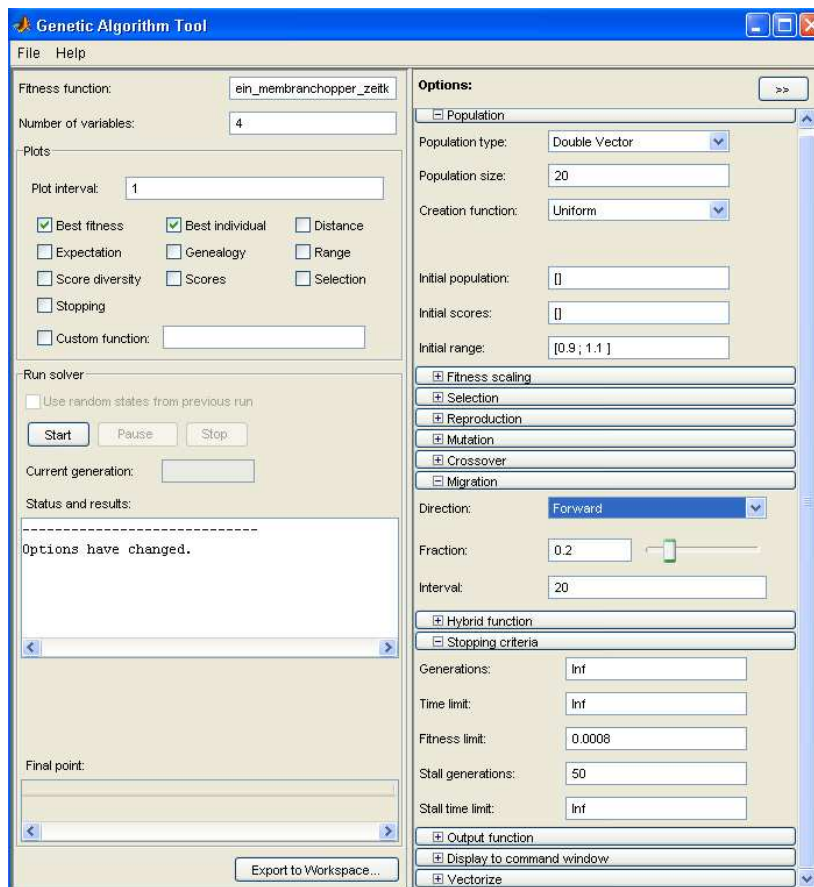 Genetic Algorithm Tool
File Help
Fitness function: ein_membranchopper_zeitk
Number of variables: 4
Plots
Plot interval: 1
Best fitness Best individual Distance
Expectation Genealogy Range
Score diversity Scores Selection
Stopping
Custom function:
Run solver
Use random states from previous run
Start Pause Stop
Current generation:
Status and results:
------------------------------
Options have changed.
Final point:
Export to Workspace...
Options:
>>
Population
Population type: Double Vector
Population size: 20
Creation function: Uniform
Initial population: []
Initial scores: []
Initial range: [0.9 ; 1.1 ]
Fitness scaling
Selection
Reproduction
Mutation
Crossover
Migration
Direction: Forward
Fraction: 0.2
Interval: 20
Hybrid function
Stopping criteria
Generations: Inf
Time limit: Inf
Fitness limit: 0.0008
Stall generations: 50
Stall time limit: Inf
Output function
Display to command window
Vectorize